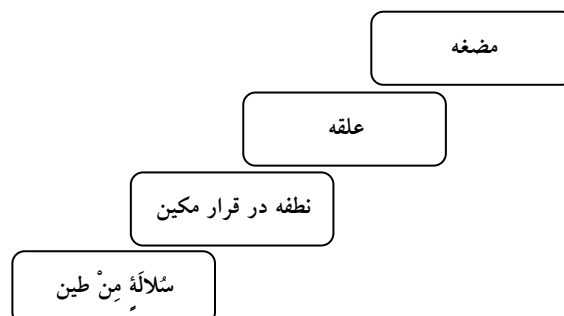 مضغه
علقه
نطفه در قرار مکین
سُلالَةٍ مِنْ طین